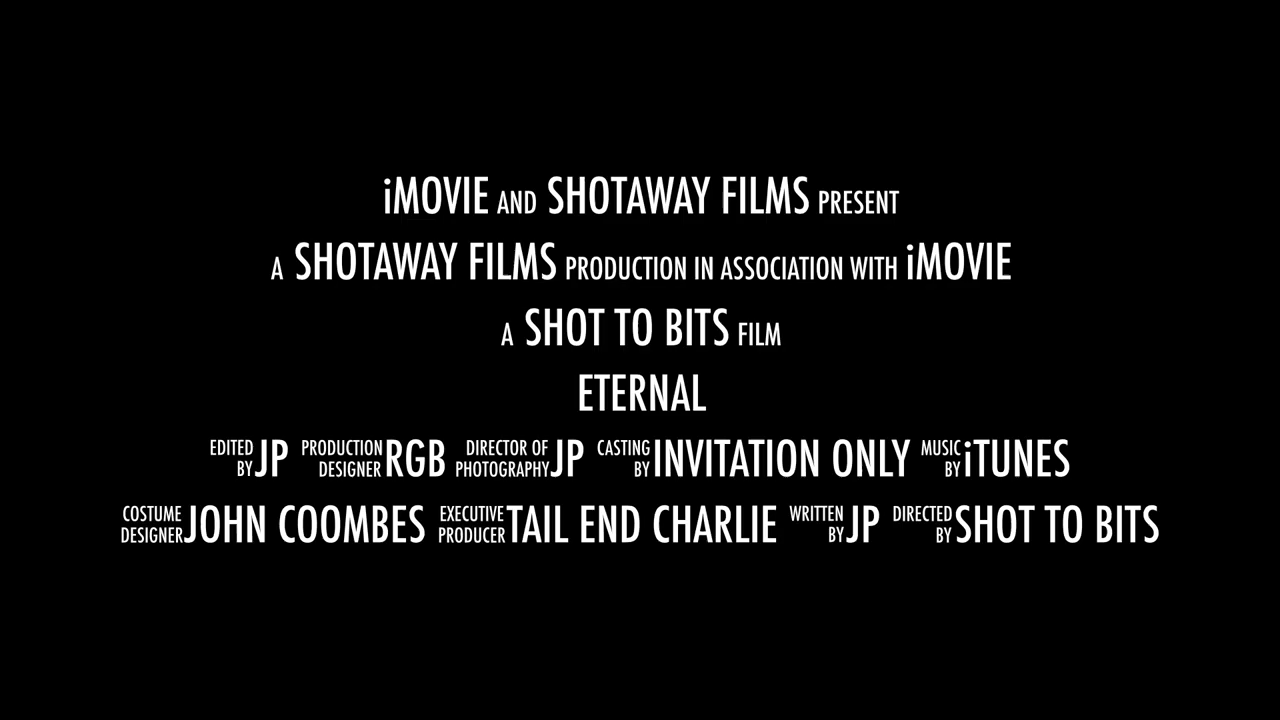 iMOVIE AND SHOTAWAY FILMS PRESENT
A SHOTAWAY FILMS PRODUCTION IN ASSOCIATION WITH iMOVIE
A SHOT TO BITS FILM
ETERNAL
EDITED BY JP PRODUCTION DESIGNER RGB DIRECTOR OF PHOTOGRAPHY JP CASTING BY INVITATION ONLY MUSIC BY iTUNES
COSTUME DESIGNER JOHN COOMBES EXECUTIVE PRODUCER TAIL END CHARLIE WRITTEN BY JP DIRECTED BY SHOT TO BITS